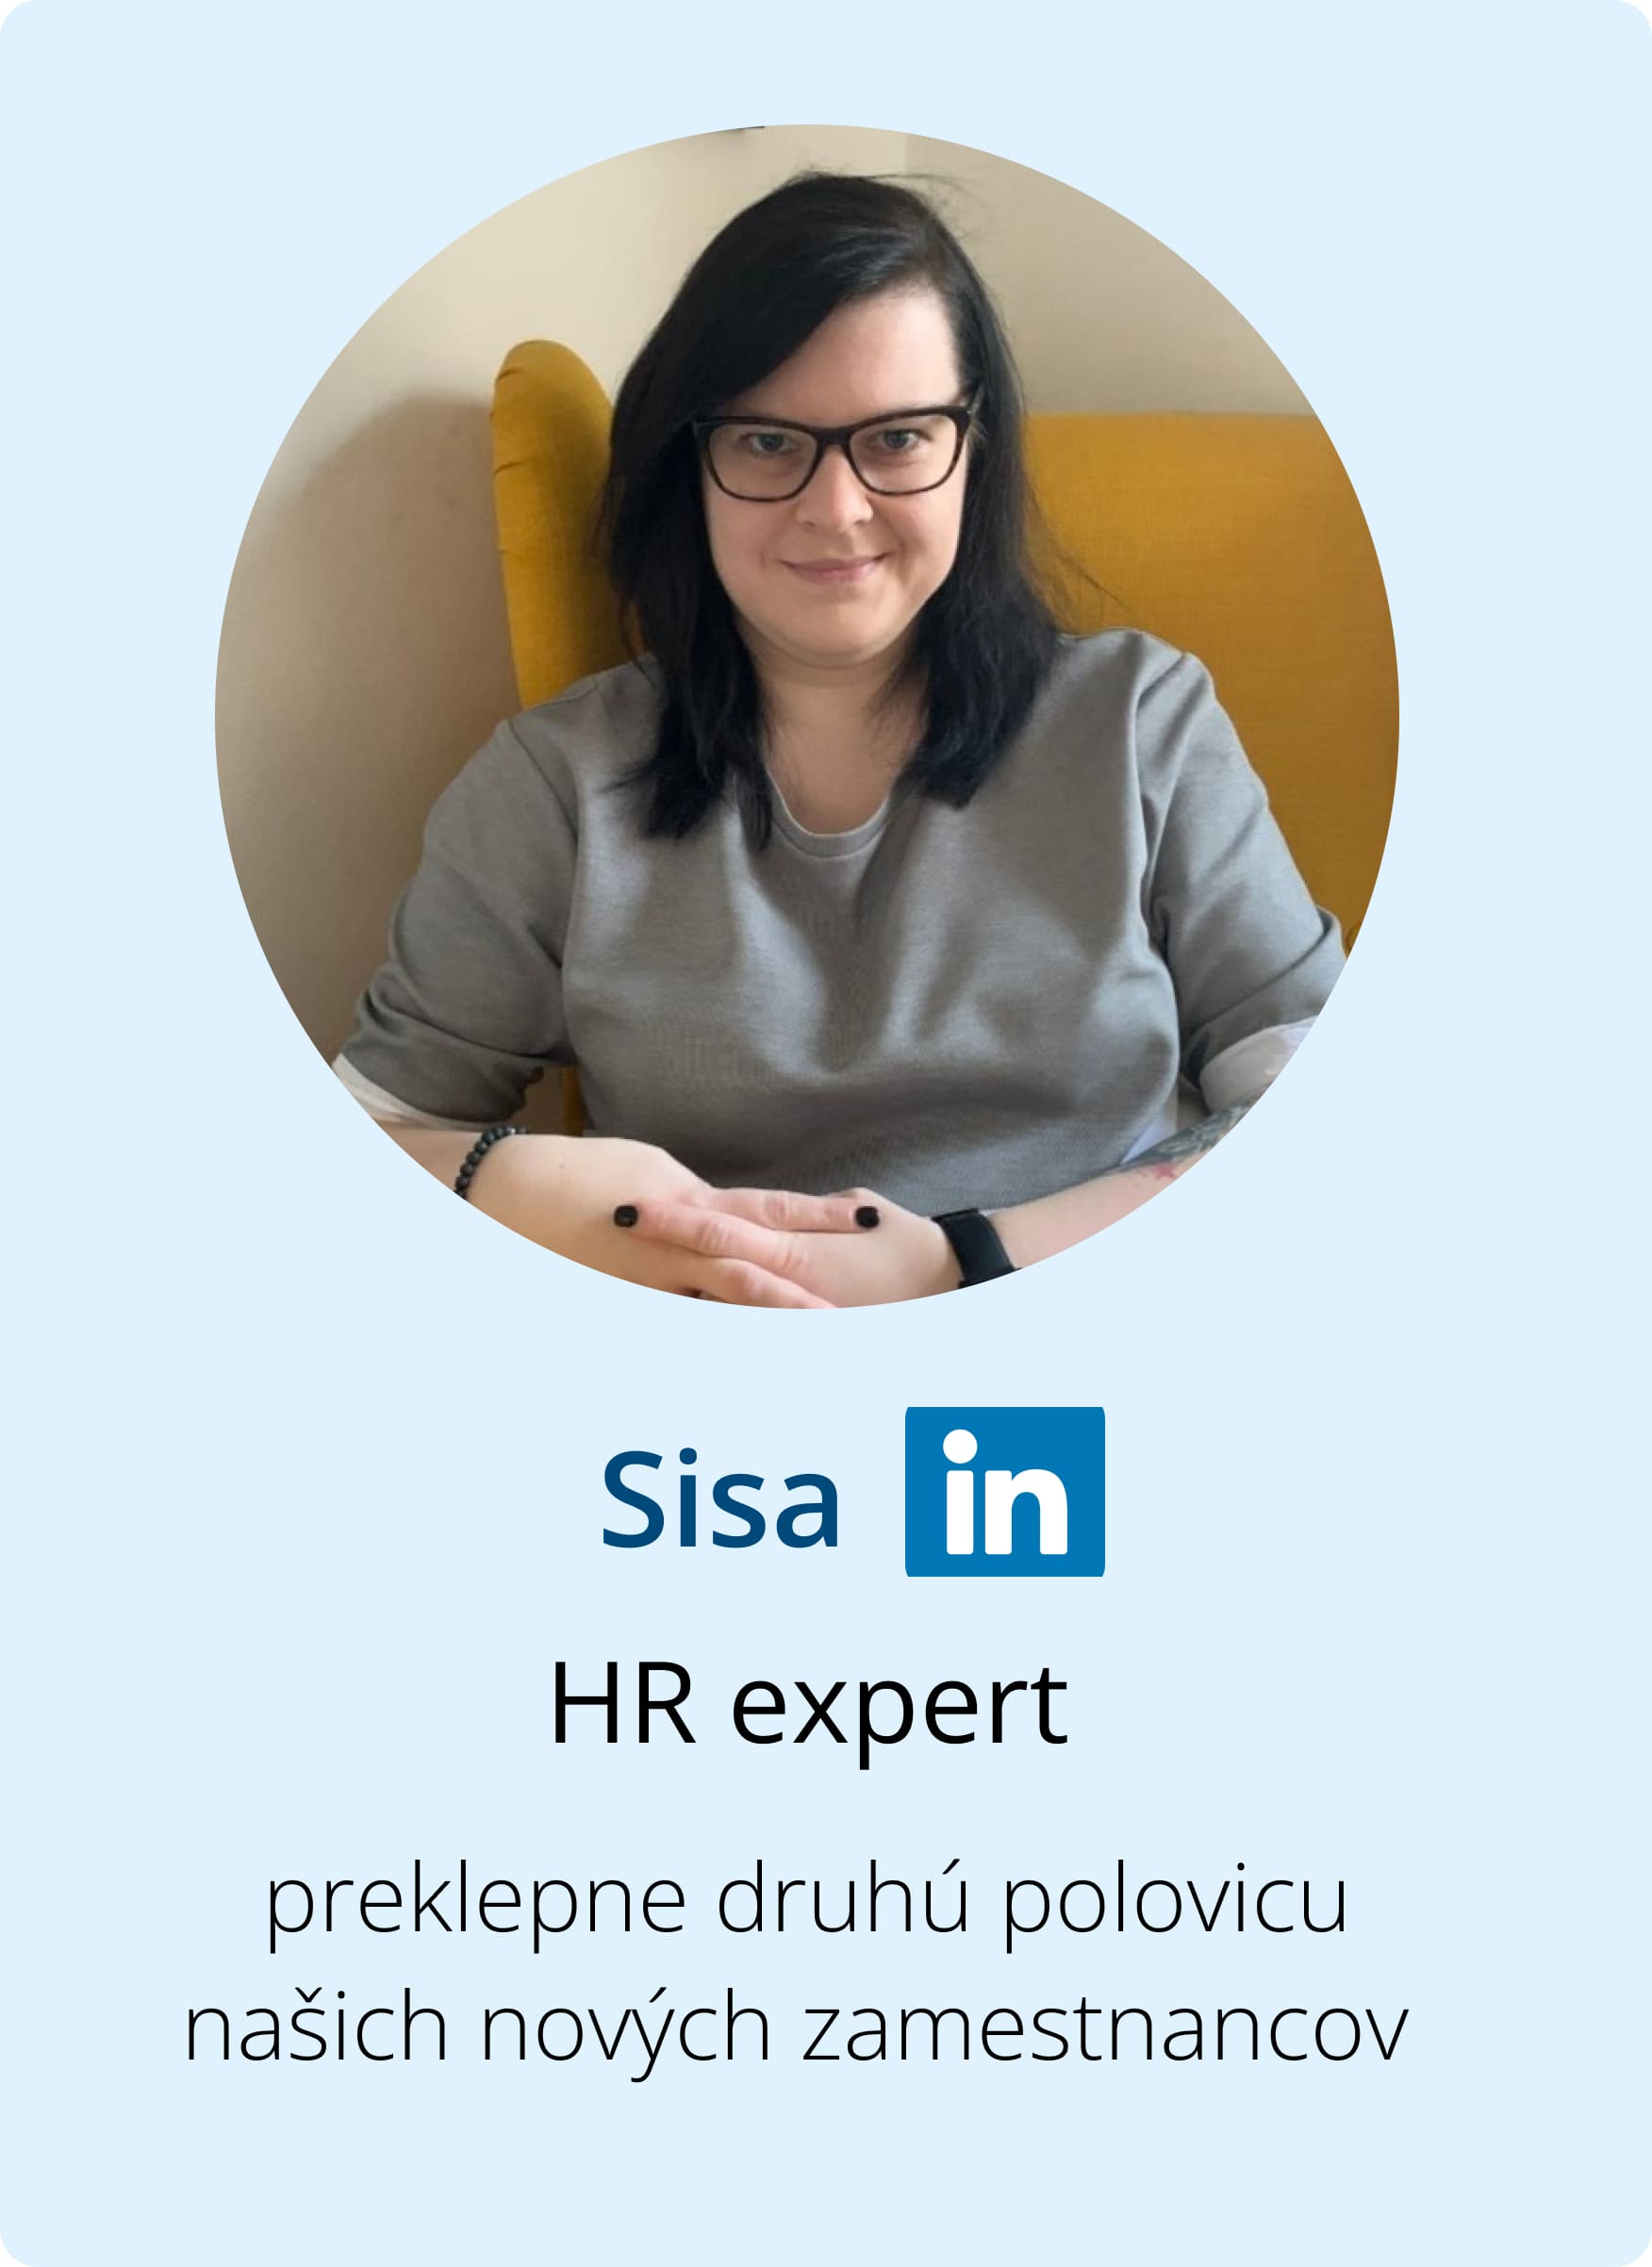 Sisa in
HR expert
preklepne druhú polovicu
našich nových zamestnancov